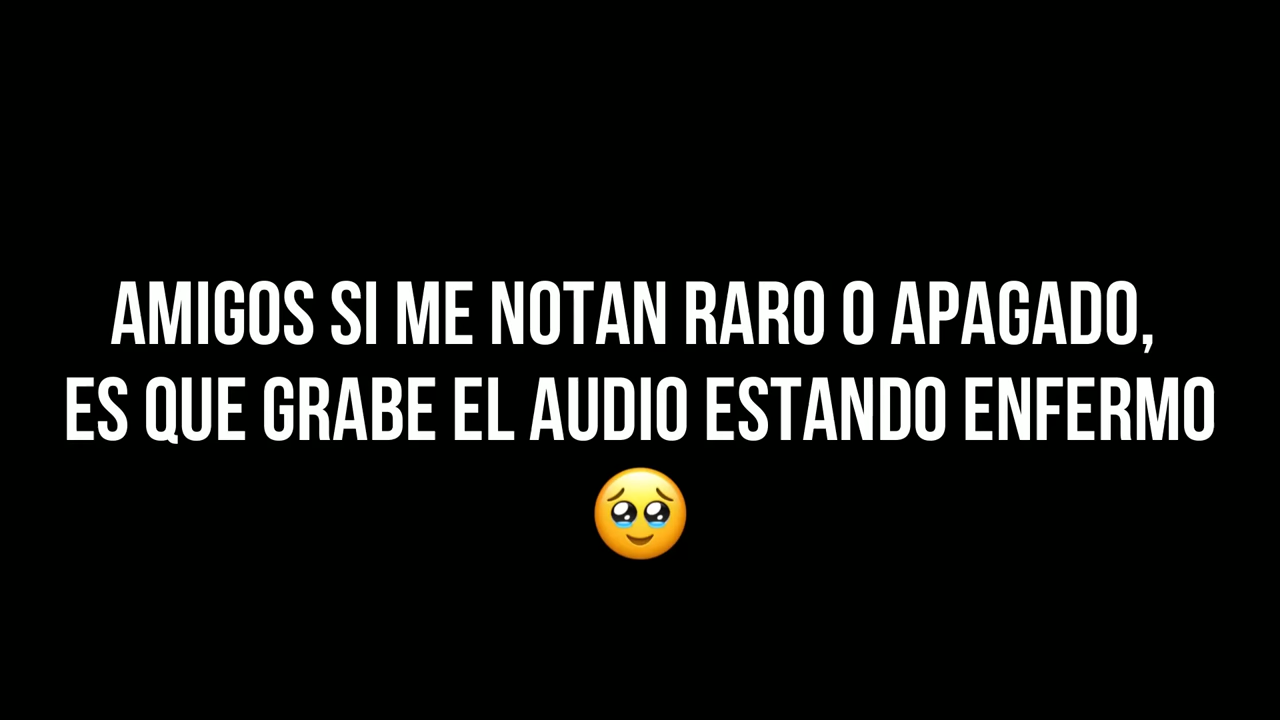 AMIGOS SI ME NOTAN RARO O APAGADO,
ES QUE GRABE EL AUDIO ESTANDO ENFERMO
🥹